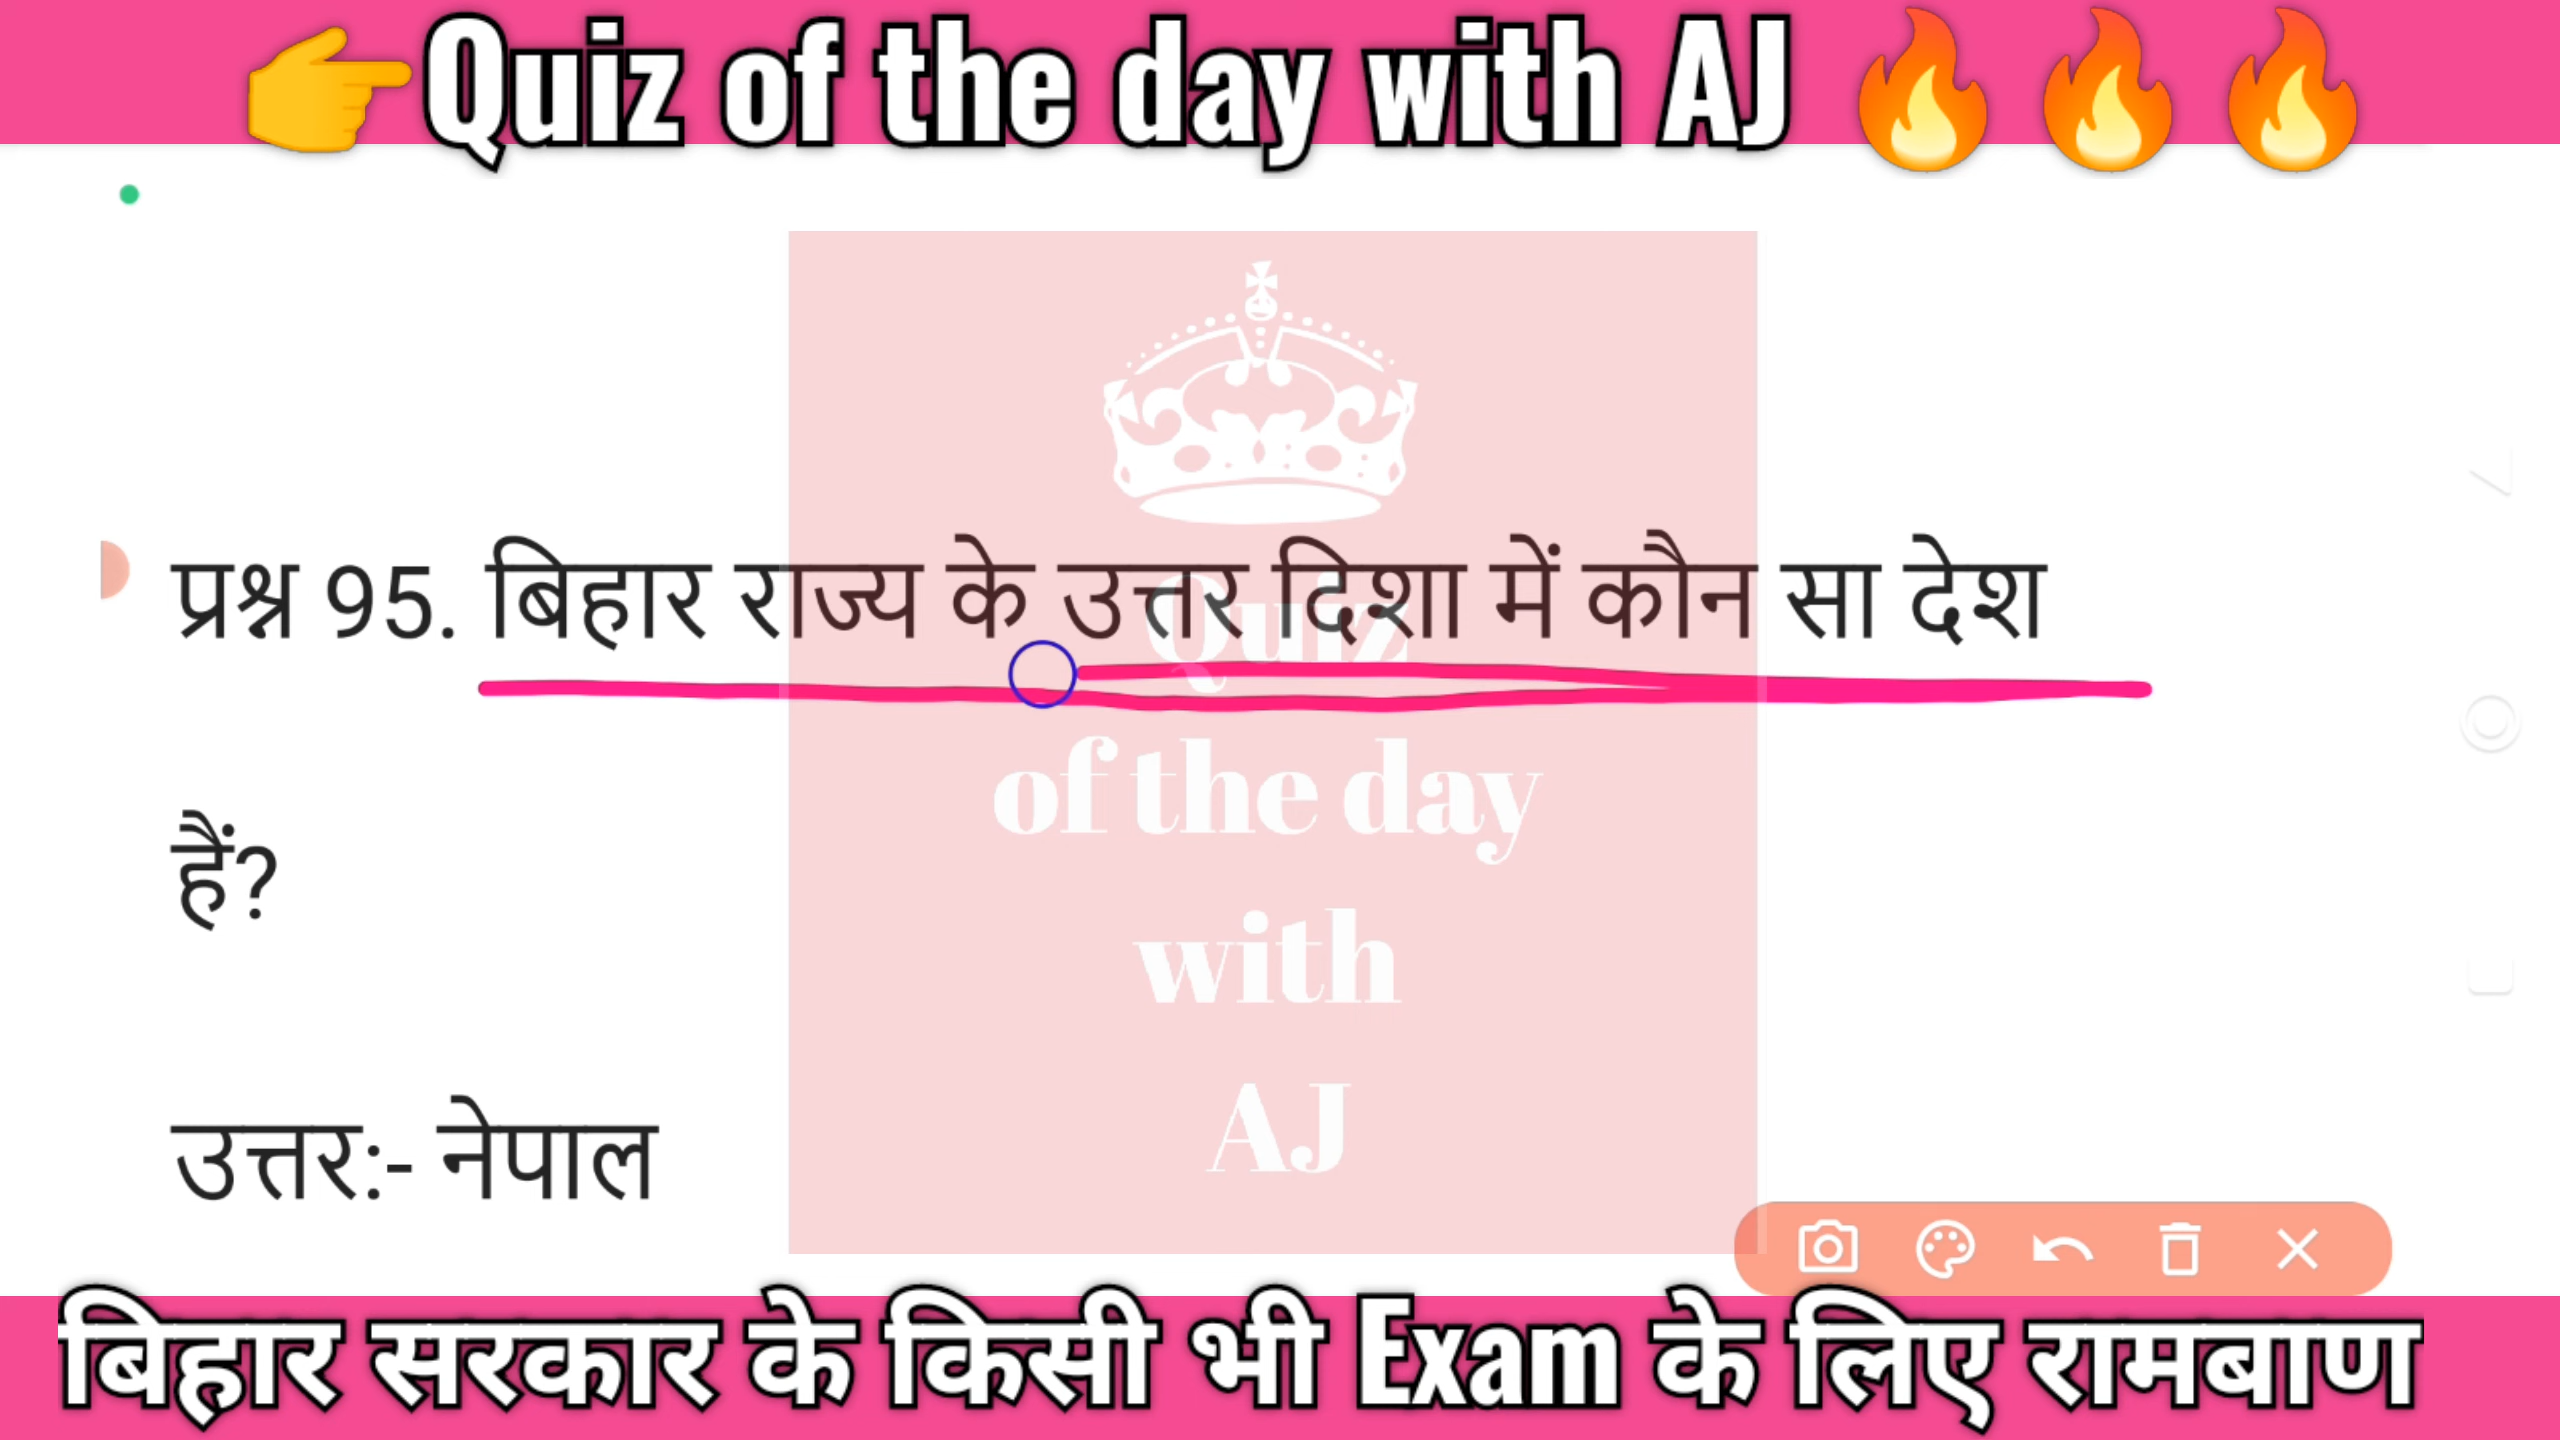 👉Quiz of the day with AJ 🔥🔥🔥
प्रश्न 95. बिहार राज्य के उत्तर दिशा में कौन सा देश
हैं?
उत्तर:- नेपाल
Quiz
of the day
with
AJ
बिहार सरकार के किसी भी Exam के लिए रामबाण